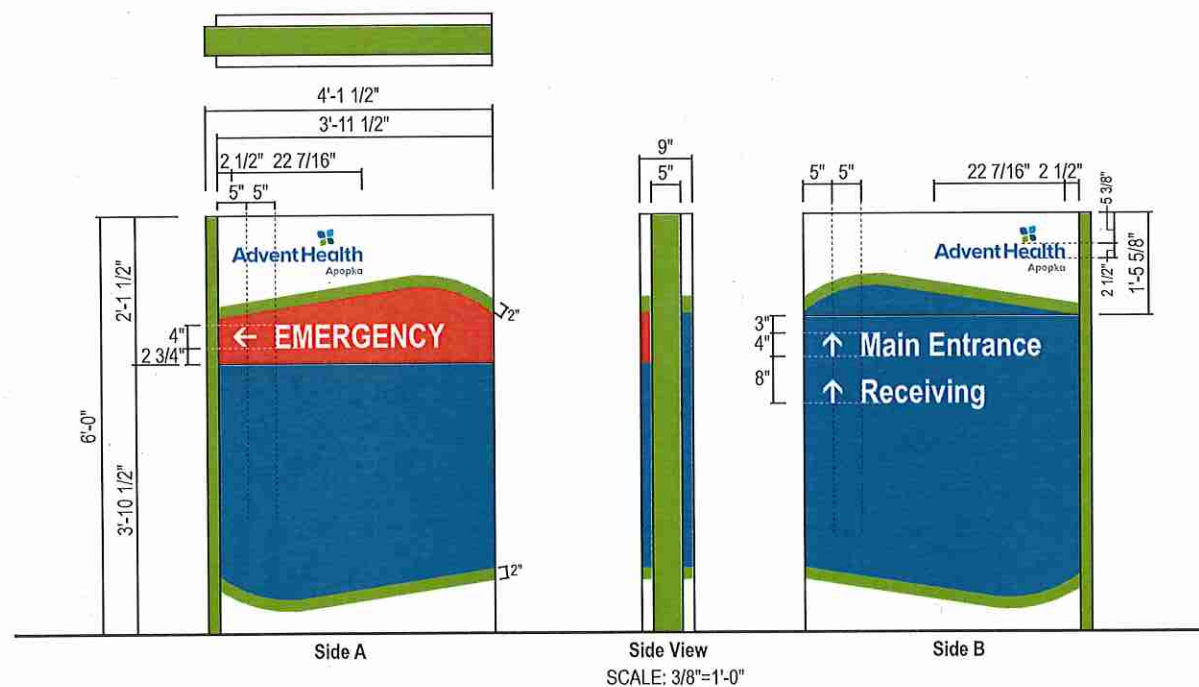 4'-1 1/2"
3'-11 1/2"
2 1/2" 22 7/16"
5" 5"
9"
5"
5" 5"
22 7/16" 2 1/2"
5 3/8"
2 1/2"
1'-5 5/8"
AdventHealth
Apopka
2'-1 1/2"
4"
2 3/4"
6'-0"
3'-10 1/2"
← EMERGENCY
2"
2"
AdventHealth
Apopka
3"
4"
8"
↑ Main Entrance
↑ Receiving
Side A
Side View
Side B
SCALE: 3/8"=1'-0"